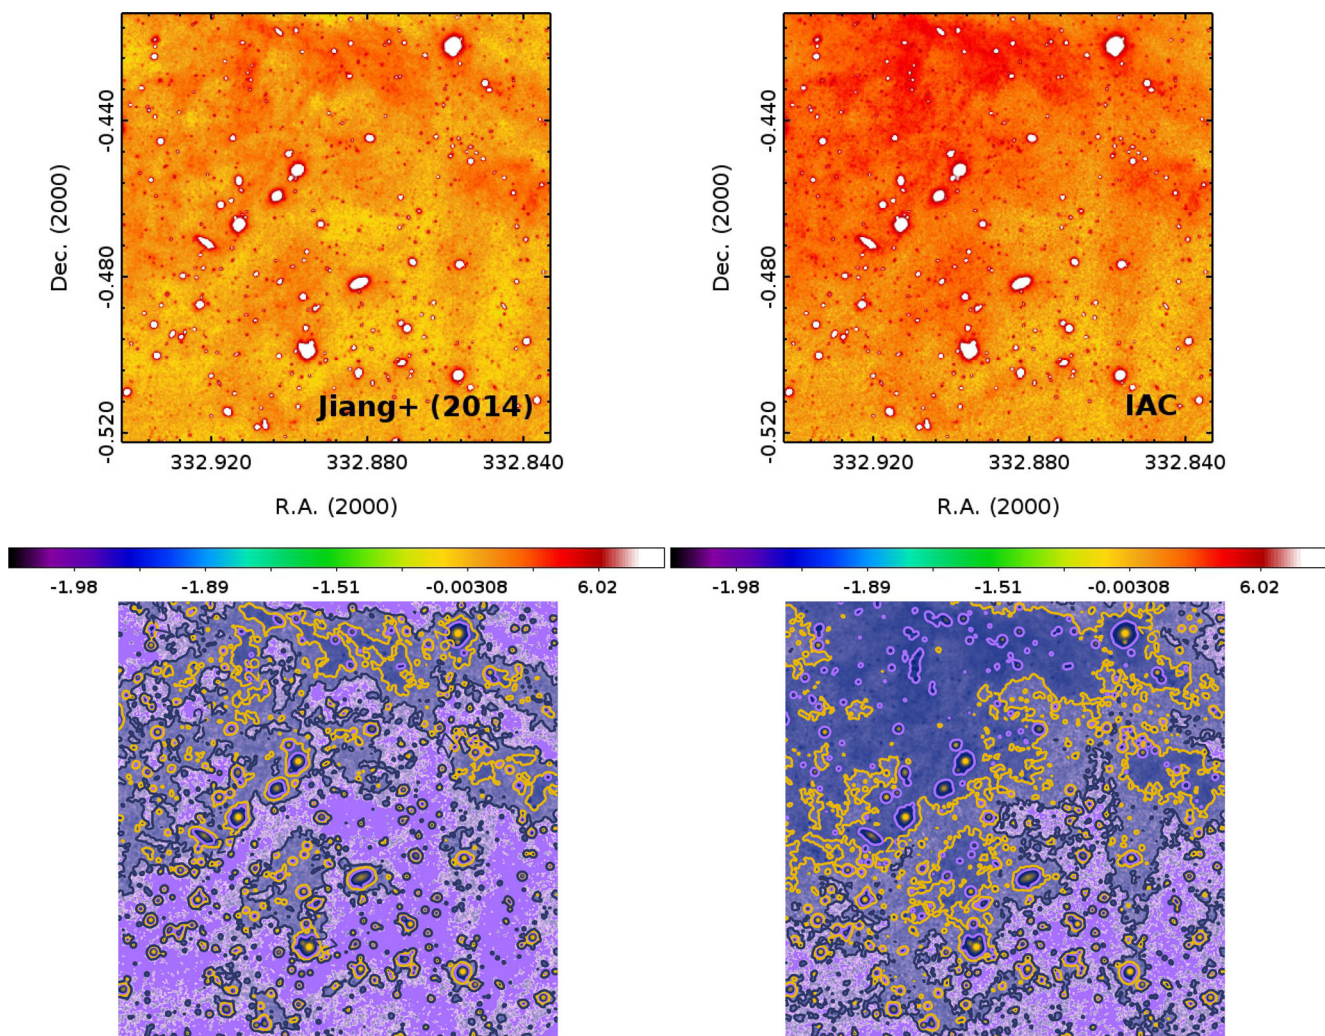 -0.440
-0.480
-0.520
Dec. (2000)
Jiang+ (2014)
332.920 332.880 332.840
R.A. (2000)
-0.440
-0.480
-0.520
Dec. (2000)
IAC
332.920 332.880 332.840
R.A. (2000)
-1.98 -1.89 -1.51 -0.00308 6.02
-1.98 -1.89 -1.51 -0.00308 6.02